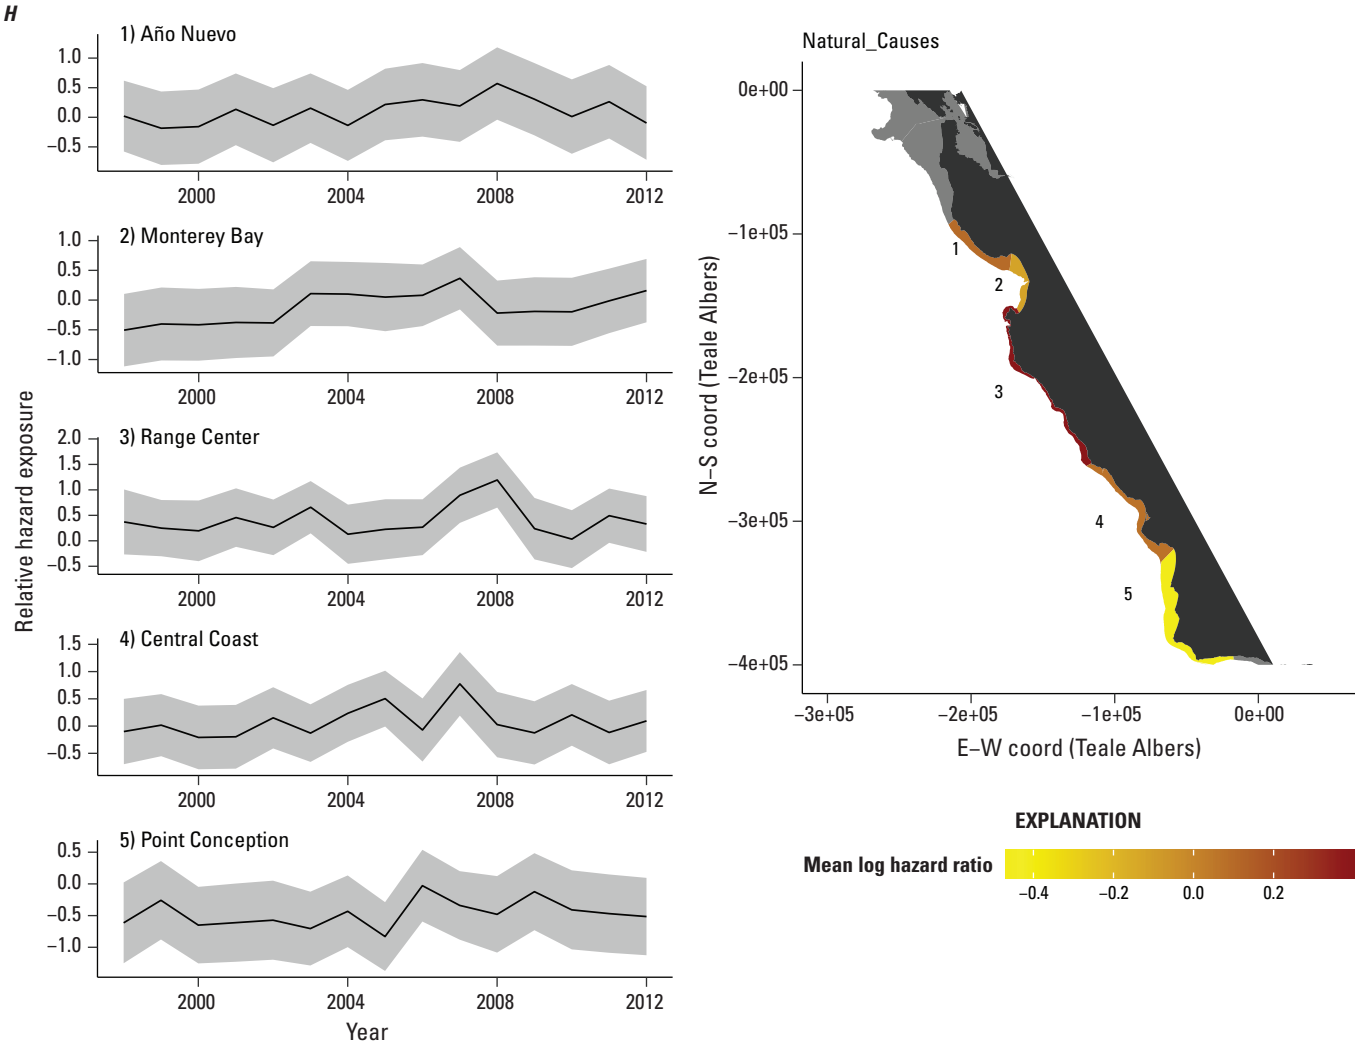 H
1) Año Nuevo
1.0
0.5
0.0
−0.5
2000
2004
2008
2012
2) Monterey Bay
1.0
0.5
0.0
−0.5
−1.0
2000
2004
2008
2012
3) Range Center
2.0
1.5
1.0
0.5
0.0
−0.5
2000
2004
2008
2012
4) Central Coast
1.5
1.0
0.5
0.0
−0.5
2000
2004
2008
2012
5) Point Conception
0.5
0.0
−0.5
−1.0
2000
2004
2008
2012
Relative hazard exposure
Year
Natural_Causes
0e+00
−1e+05
−2e+05
−3e+05
−4e+05
N–S coord (Teale Albers)
1
2
3
4
5
−3e+05
−2e+05
−1e+05
0e+00
E–W coord (Teale Albers)
EXPLANATION
Mean log hazard ratio
−0.4
−0.2
0.0
0.2